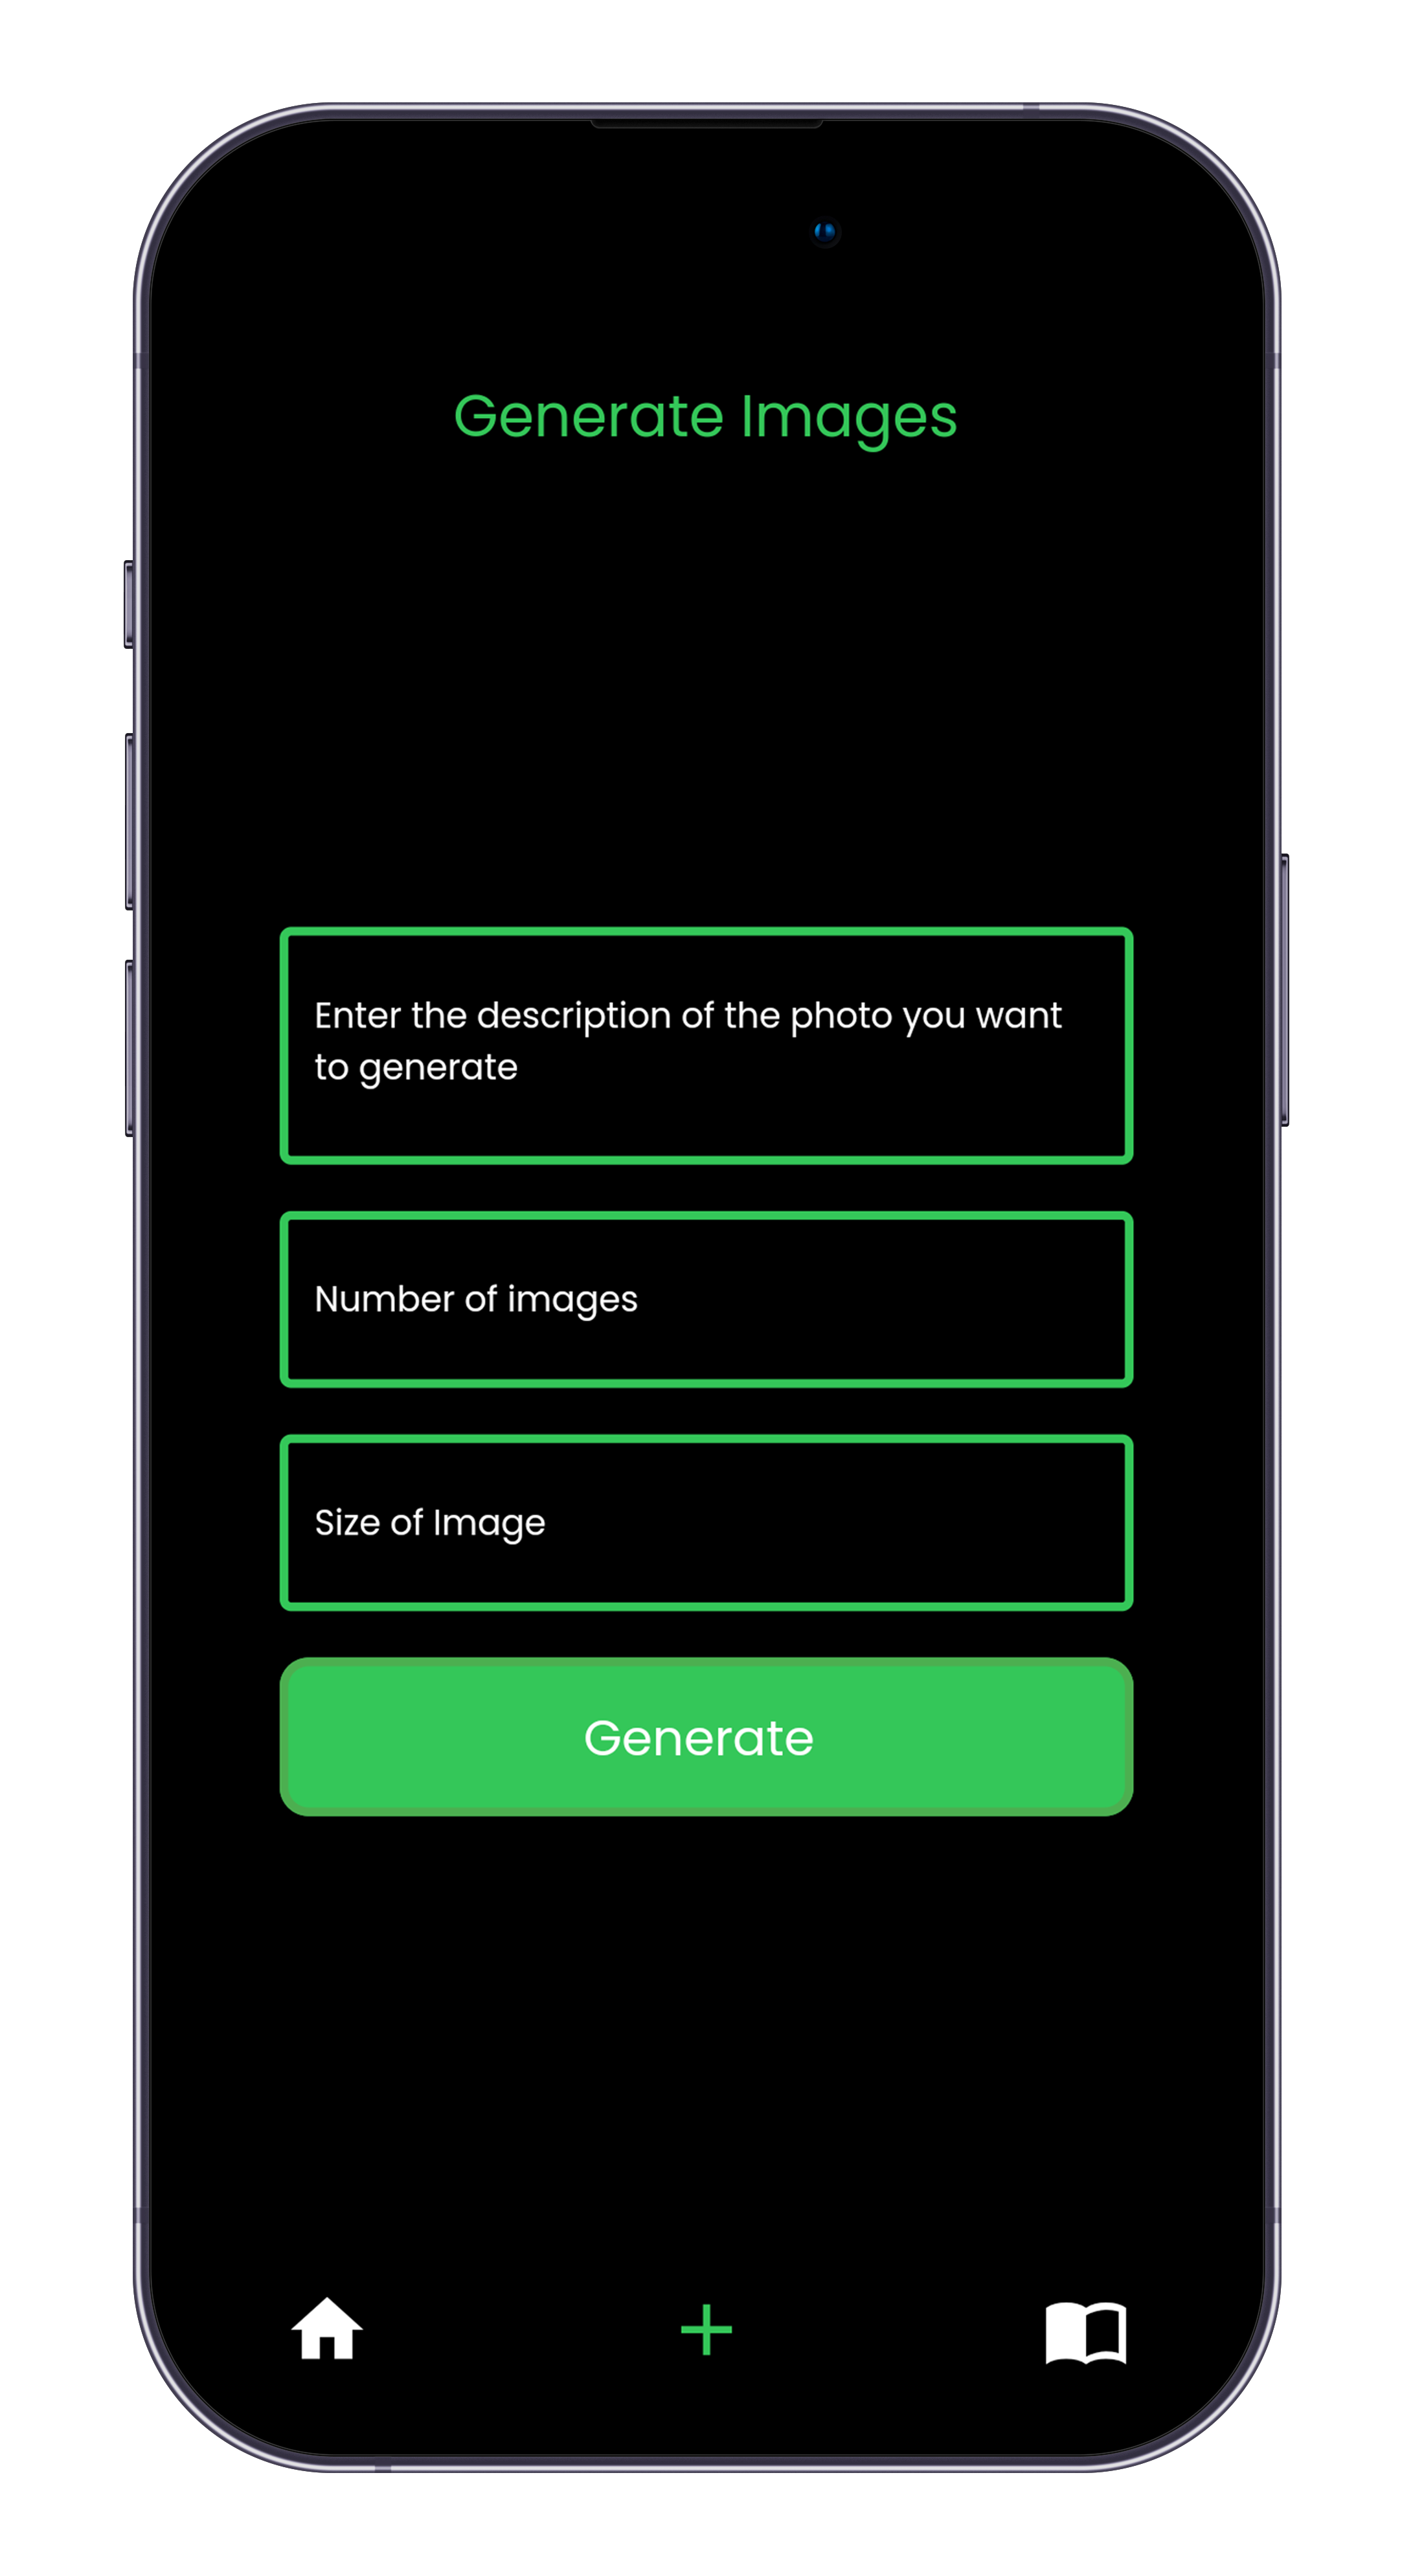 Generate Images
Enter the description of the photo you want
to generate
Number of images
Size of Image
Generate